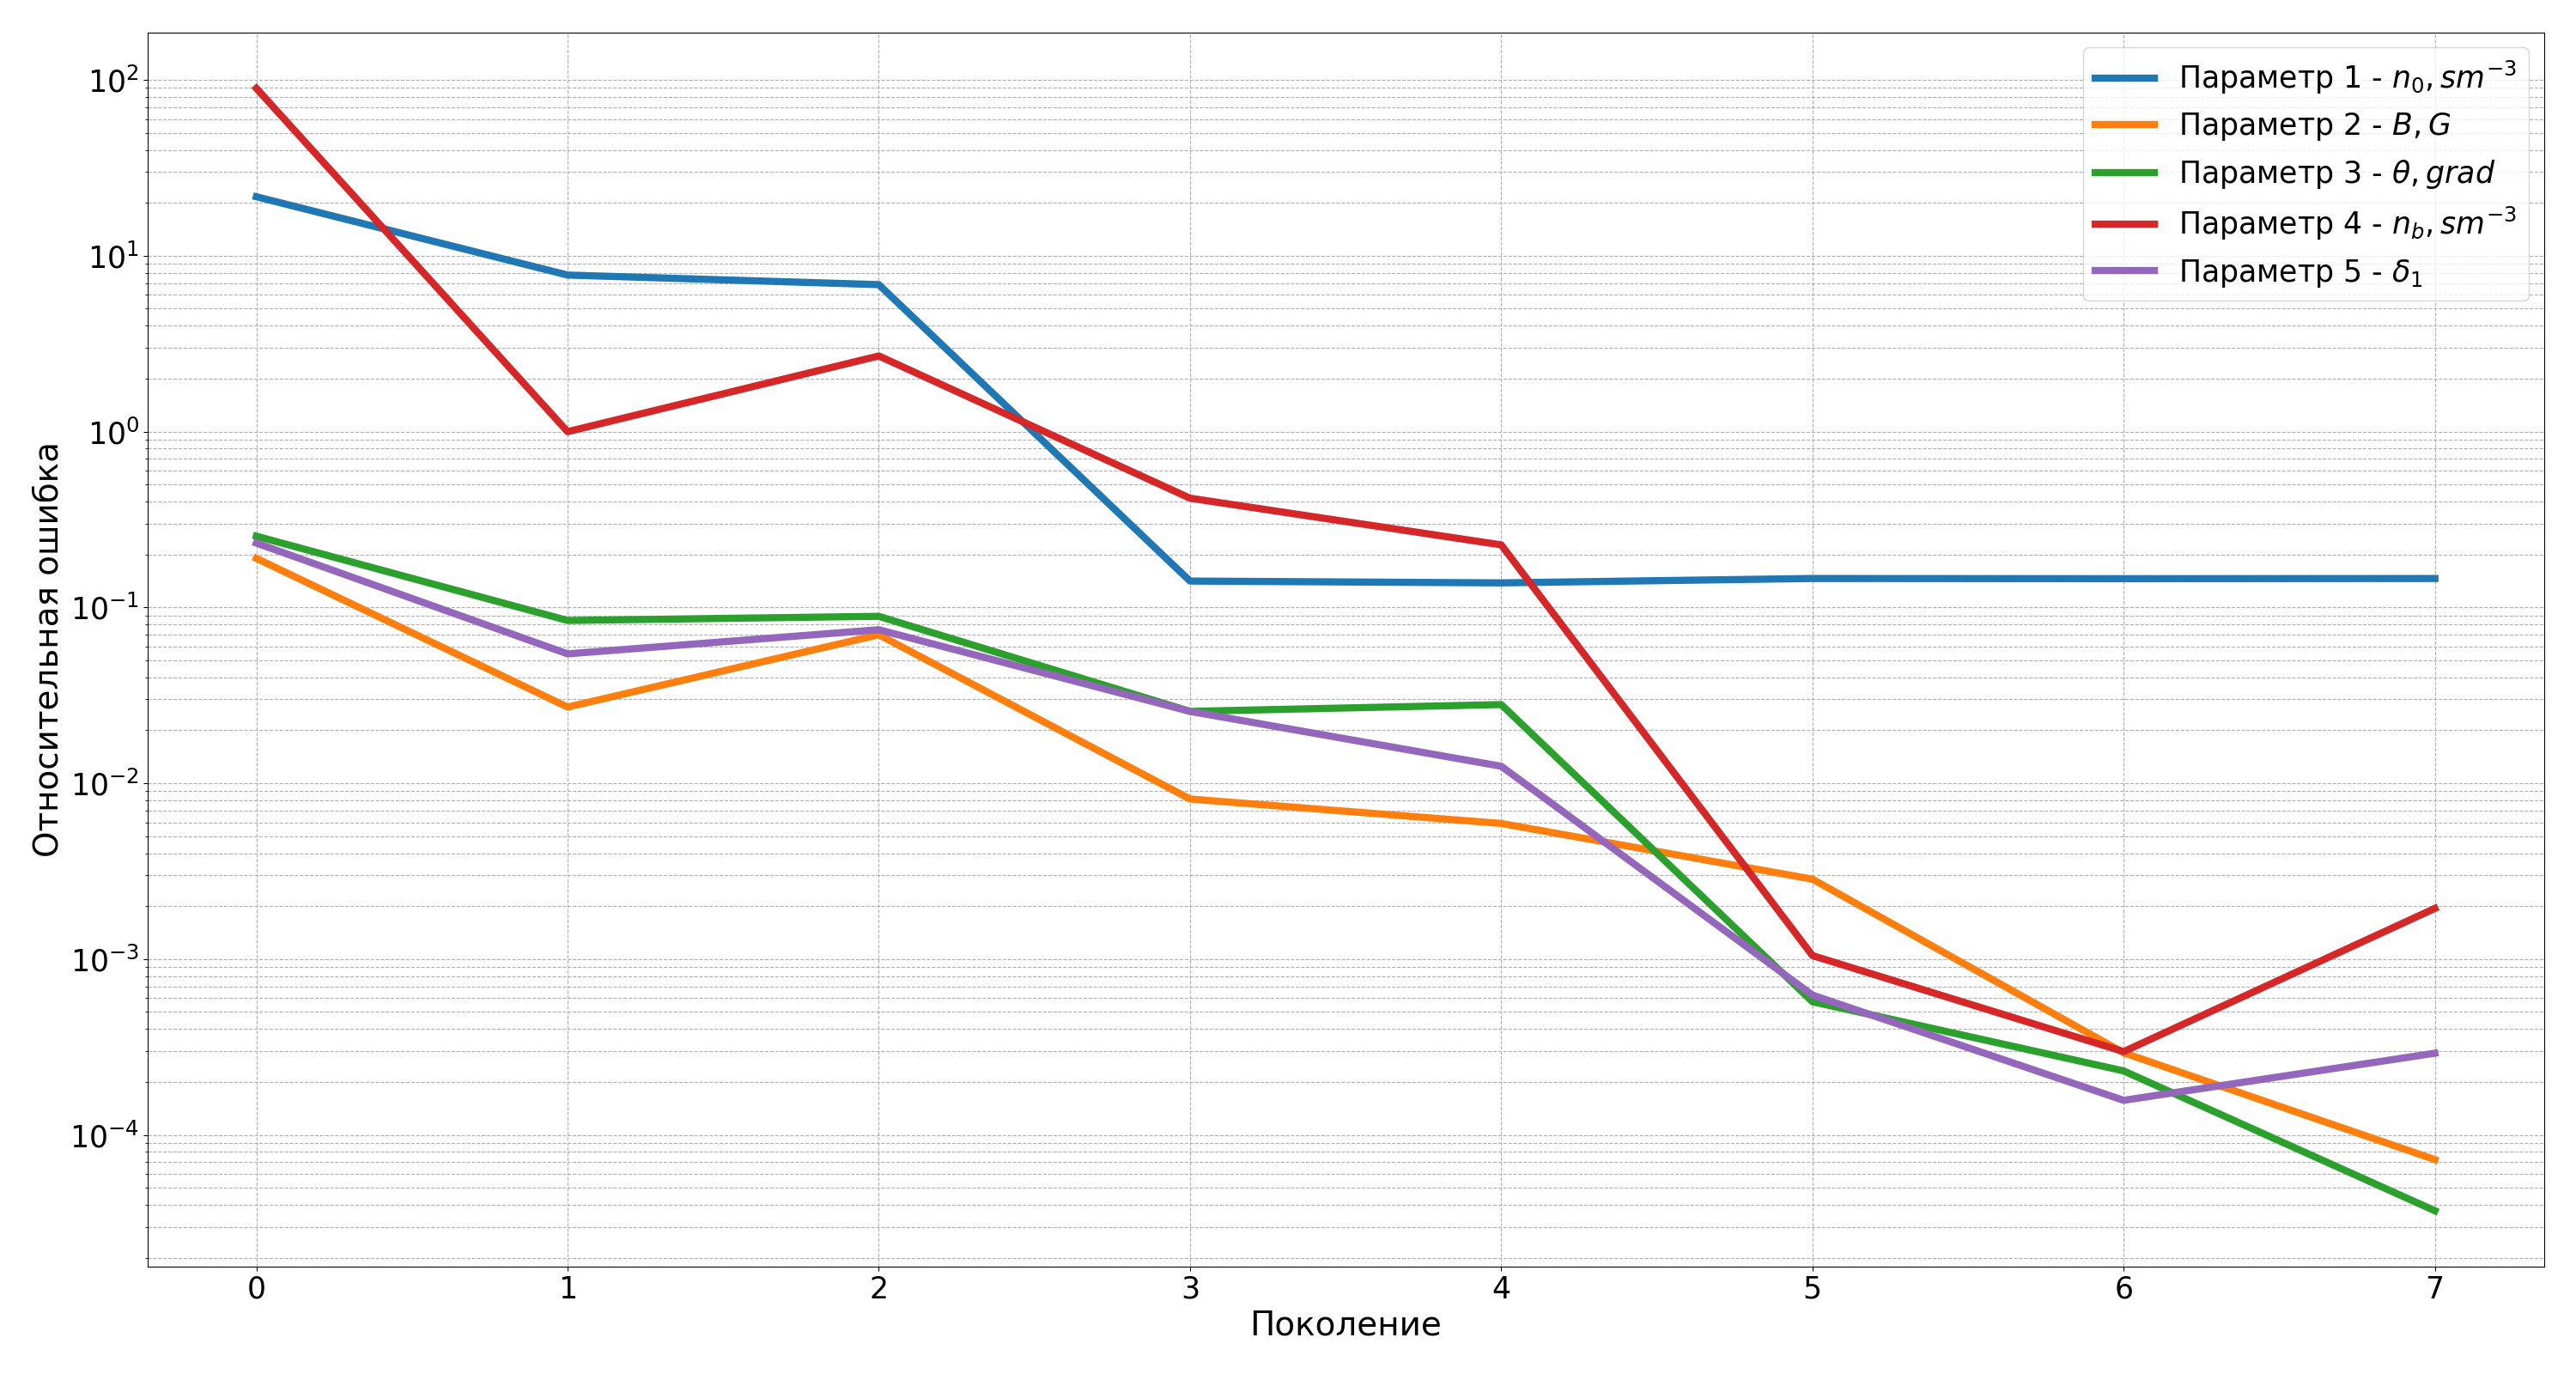 10²
10¹
10⁰
10⁻¹
10⁻²
10⁻³
10⁻⁴
Относительная ошибка
0 1 2 3 4 5 6 7
Поколение
Параметр 1 - n₀, sm⁻³
Параметр 2 - B, G
Параметр 3 - θ, grad
Параметр 4 - n_b, sm⁻³
Параметр 5 - δ₁